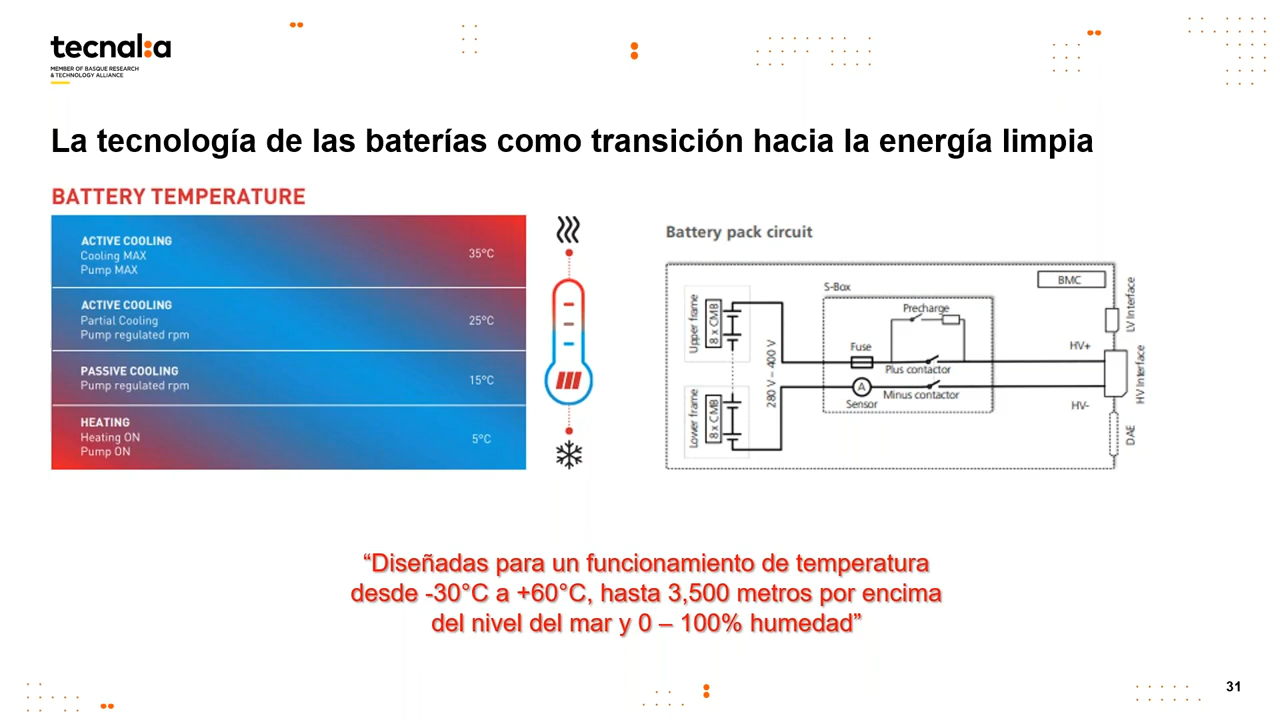 tecnal:a
MEMBER OF BASQUE RESEARCH
& TECHNOLOGY ALLIANCE
La tecnología de las baterías como transición hacia la energía limpia
BATTERY TEMPERATURE
ACTIVE COOLING
Cooling MAX
Pump MAX
35°C
ACTIVE COOLING
Partial Cooling
Pump regulated rpm
25°C
PASSIVE COOLING
Pump regulated rpm
15°C
HEATING
Heating ON
Pump ON
5°C
Battery pack circuit
BMC
S-Box
Precharge
Upper frame
8 x CMB
Fuse
Plus contactor
280 V – 400 V
A
Sensor
Minus contactor
Lower frame
8 x CMB
HV+
HV-
LV Interface
HV Interface
DAE
“Diseñadas para un funcionamiento de temperatura
desde -30°C a +60°C, hasta 3,500 metros por encima
del nivel del mar y 0 – 100% humedad”
31